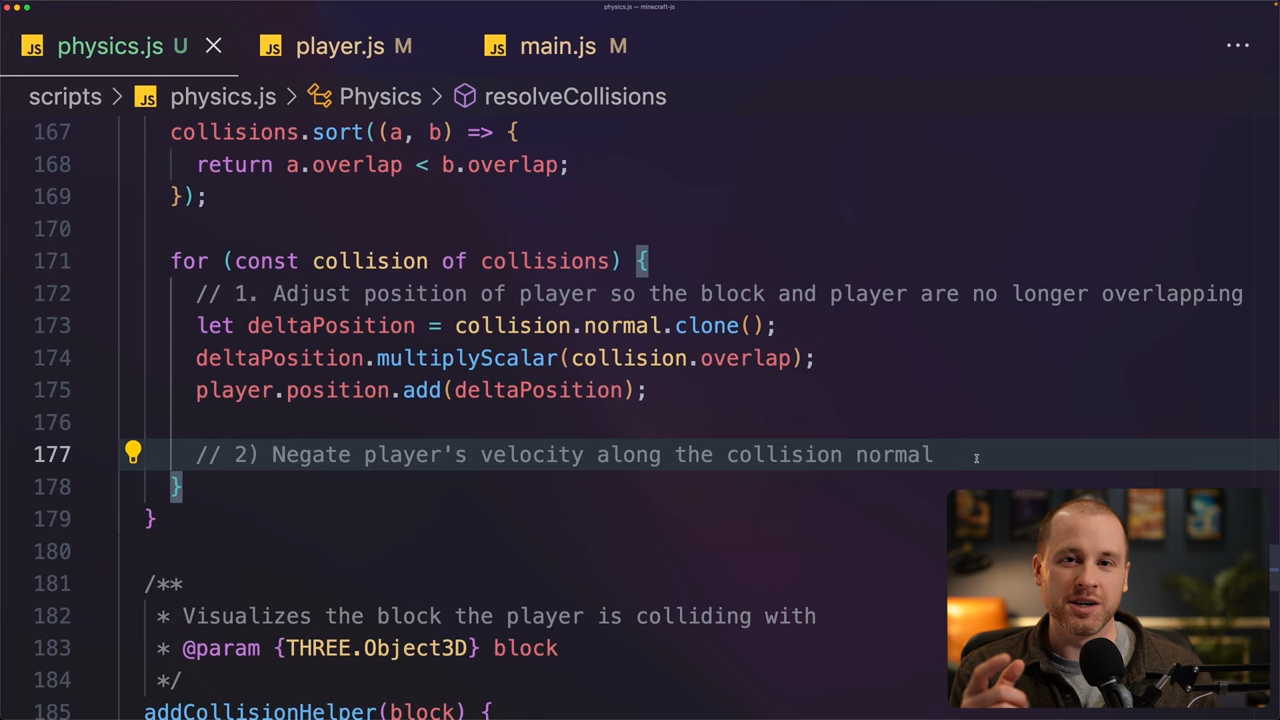 physics.js — minecraft-js
JS physics.js U JS player.js M JS main.js M
scripts > JS physics.js > Physics > resolveCollisions
167 collisions.sort((a, b) => {
168 return a.overlap < b.overlap;
169 });
170
171 for (const collision of collisions) {
172 // 1. Adjust position of player so the block and player are no longer overlapping
173 let deltaPosition = collision.normal.clone();
174 deltaPosition.multiplyScalar(collision.overlap);
175 player.position.add(deltaPosition);
176
177 // 2) Negate player's velocity along the collision normal
178 }
179 }
180
181 /**
182 * Visualizes the block the player is colliding with
183 * @param {THREE.Object3D} block
184 */
185 addCollisionHelper(block) {